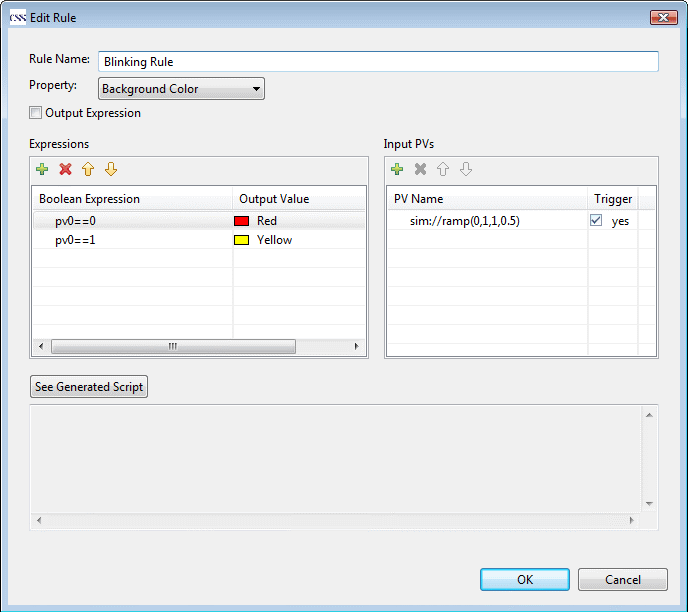 CSS Edit Rule
Rule Name: Blinking Rule
Property: Background Color
Output Expression
Expressions
Input PVs
Boolean Expression Output Value
PV Name Trigger
pv0==0 Red
sim://ramp(0,1,1,0.5) yes
pv0==1 Yellow
See Generated Script
OK Cancel